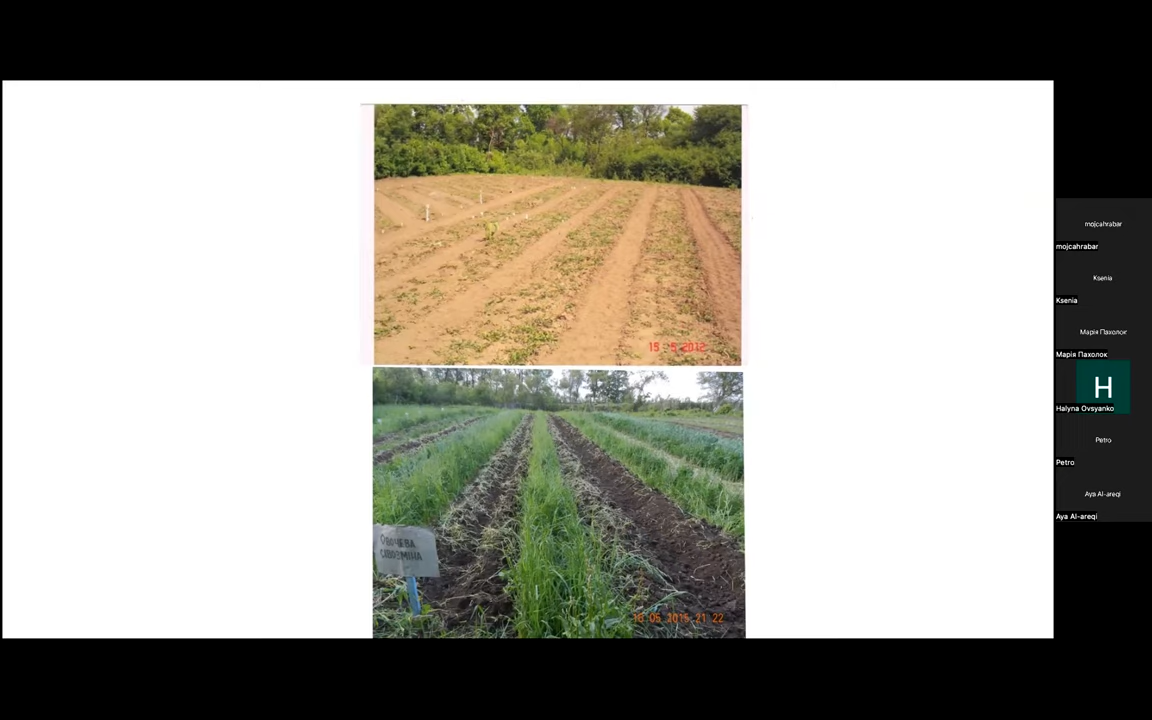 15 5 2012
ОВОЧЕВА
СІВОЗМІНА
05 2015 21 22
mojcahrabar
mojcahrabar
Ksenia
Ksenia
Марія Пахолок
Марія Пахолок
H
Halyna Ovsyanko
Petro
Petro
Aya Al-areqi
Aya Al-areqi